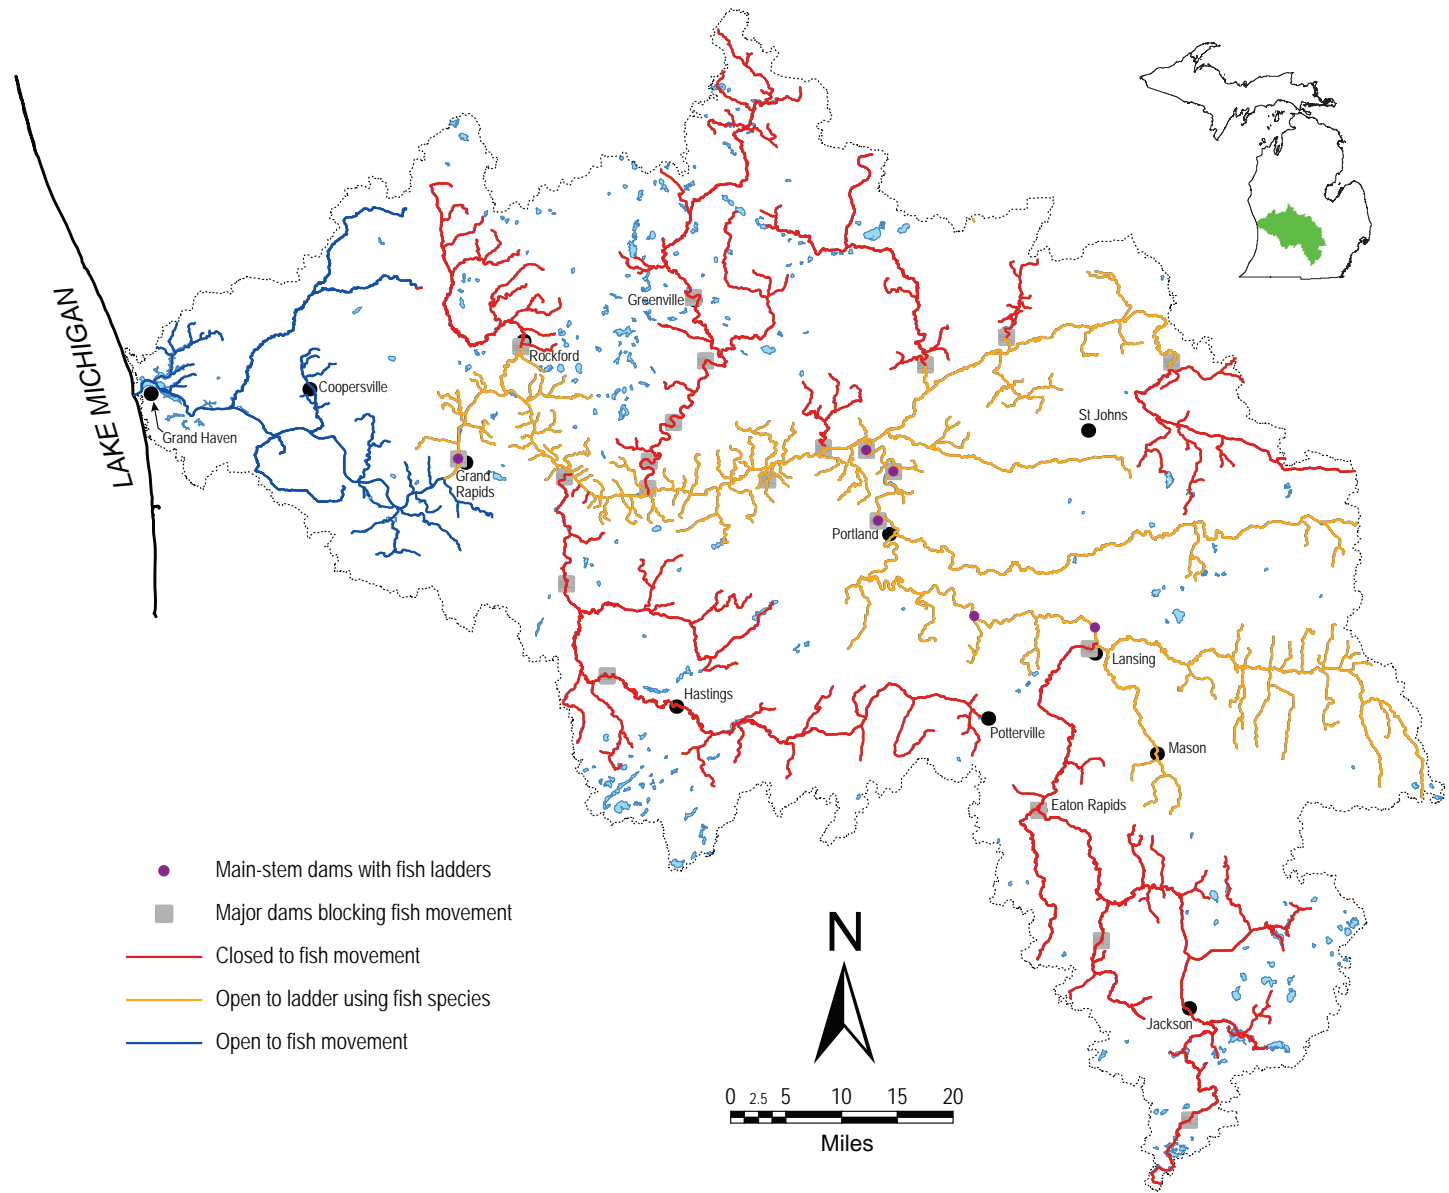 Greenville
Rockford
LAKE MICHIGAN
Coopersville
Grand Haven
St Johns
Grand
Rapids
Portland
Lansing
Hastings
Potterville
Mason
Eaton Rapids
Main-stem dams with fish ladders
Major dams blocking fish movement
Closed to fish movement
Open to ladder using fish species
Open to fish movement
N
Jackson
0 2.5 5 10 15 20
Miles